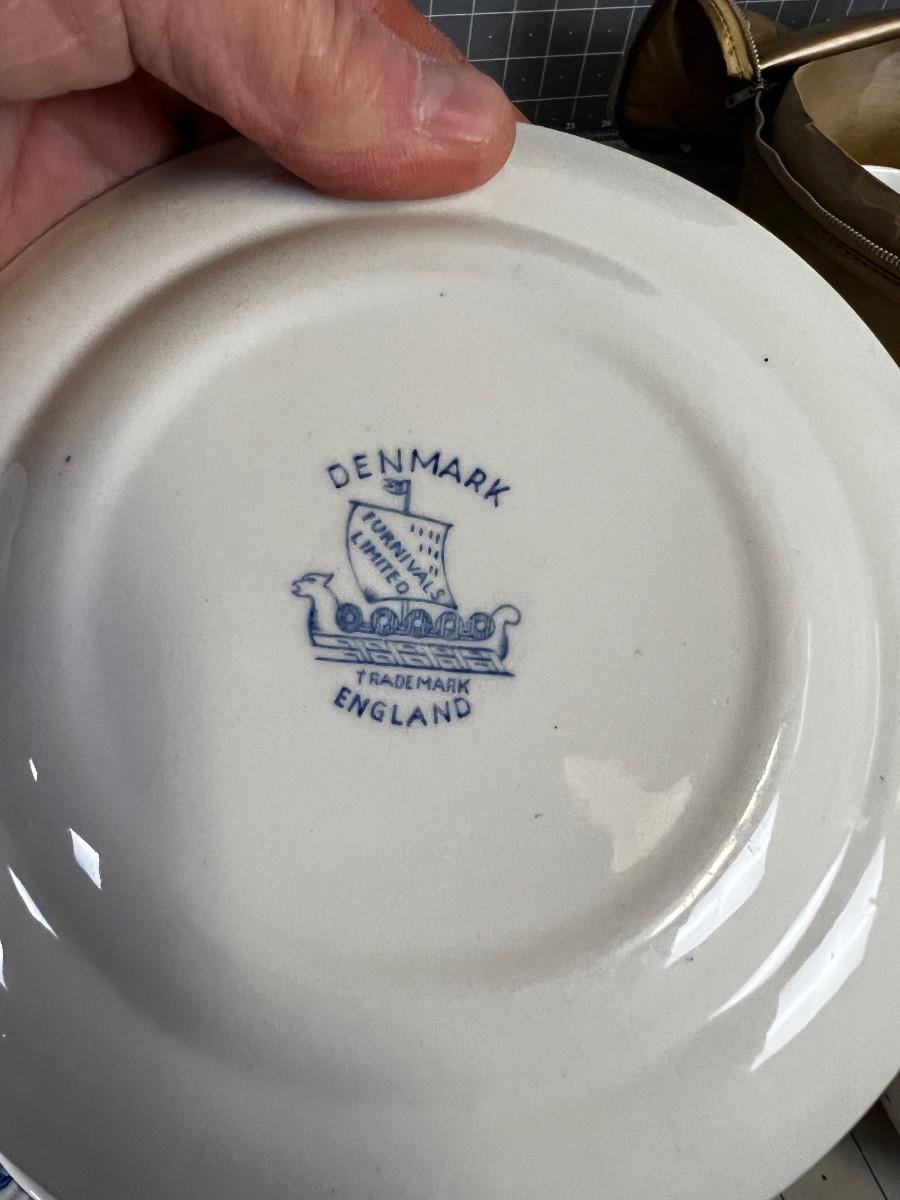 DENMARK
FURNIVALS
LIMITED
TRADEMARK
ENGLAND